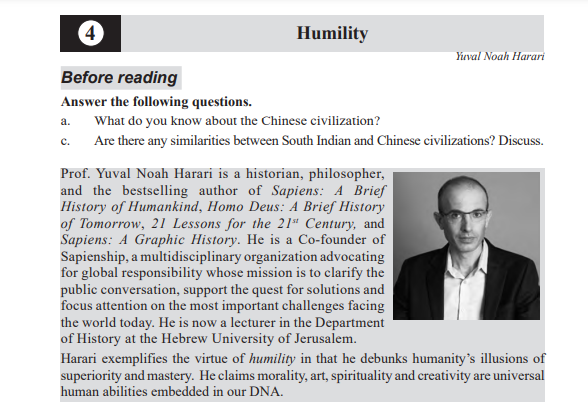 4
Humility
Yuval Noah Harari
Before reading
Answer the following questions.
a. What do you know about the Chinese civilization?
c. Are there any similarities between South Indian and Chinese civilizations? Discuss.
Prof. Yuval Noah Harari is a historian, philosopher,
and the bestselling author of Sapiens: A Brief
History of Humankind, Homo Deus: A Brief History
of Tomorrow, 21 Lessons for the 21st Century, and
Sapiens: A Graphic History. He is a Co-founder of
Sapienship, a multidisciplinary organization advocating
for global responsibility whose mission is to clarify the
public conversation, support the quest for solutions and
focus attention on the most important challenges facing
the world today. He is now a lecturer in the Department
of History at the Hebrew University of Jerusalem.
Harari exemplifies the virtue of humility in that he debunks humanity's illusions of
superiority and mastery. He claims morality, art, spirituality and creativity are universal
human abilities embedded in our DNA.